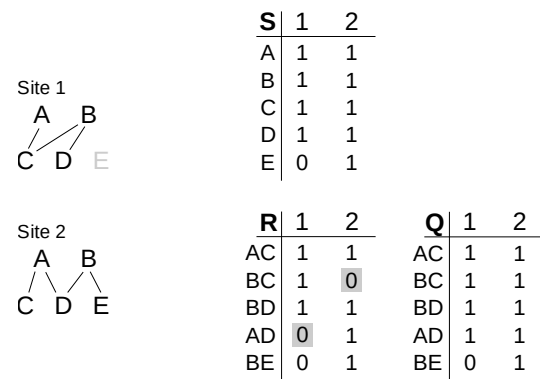 S 1 2
A 1 1
B 1 1
C 1 1
D 1 1
E 0 1
Site 1
A B
C D E
R 1 2
AC 1 1
BC 1 0
BD 1 1
AD 0 1
BE 0 1
Q 1 2
AC 1 1
BC 1 1
BD 1 1
AD 1 1
BE 0 1
Site 2
A B
C D E